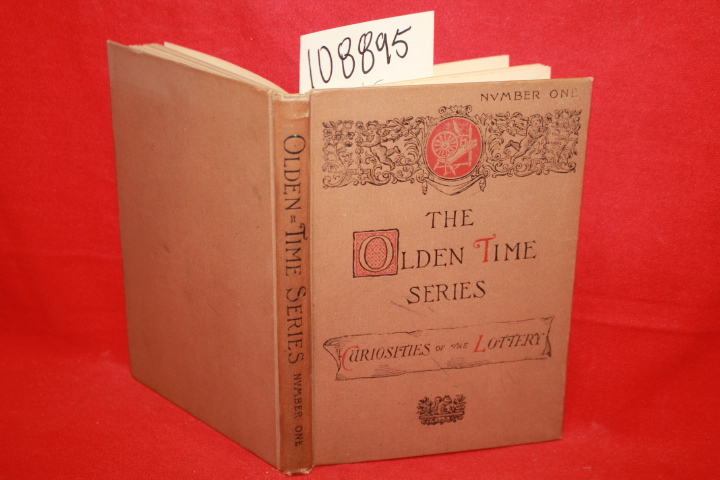 108895
NVMBER ONE
THE
OLDEN TIME
SERIES
CURIOSITIES OF THE LOTTERY
OLDEN=TIME SERIES NVMBER ONE